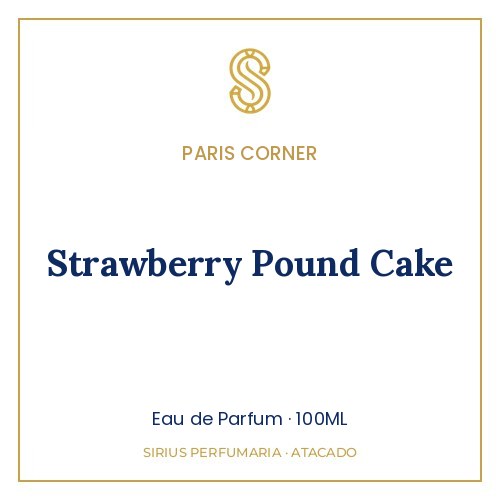 PARIS CORNER
Strawberry Pound Cake
Eau de Parfum · 100ML
SIRIUS PERFUMARIA · ATACADO